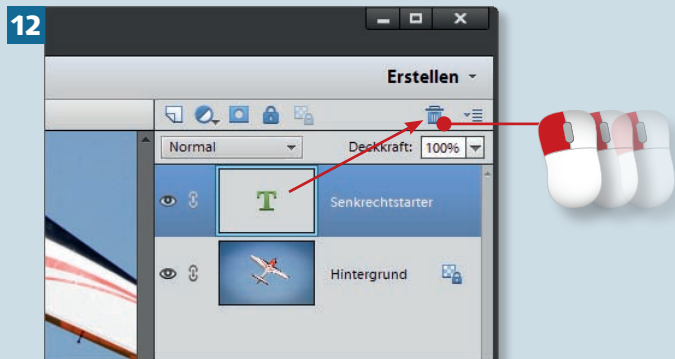 12
Erstellen
Normal
Deckkraft: 100%
T
Senkrechtstarter
Hintergrund